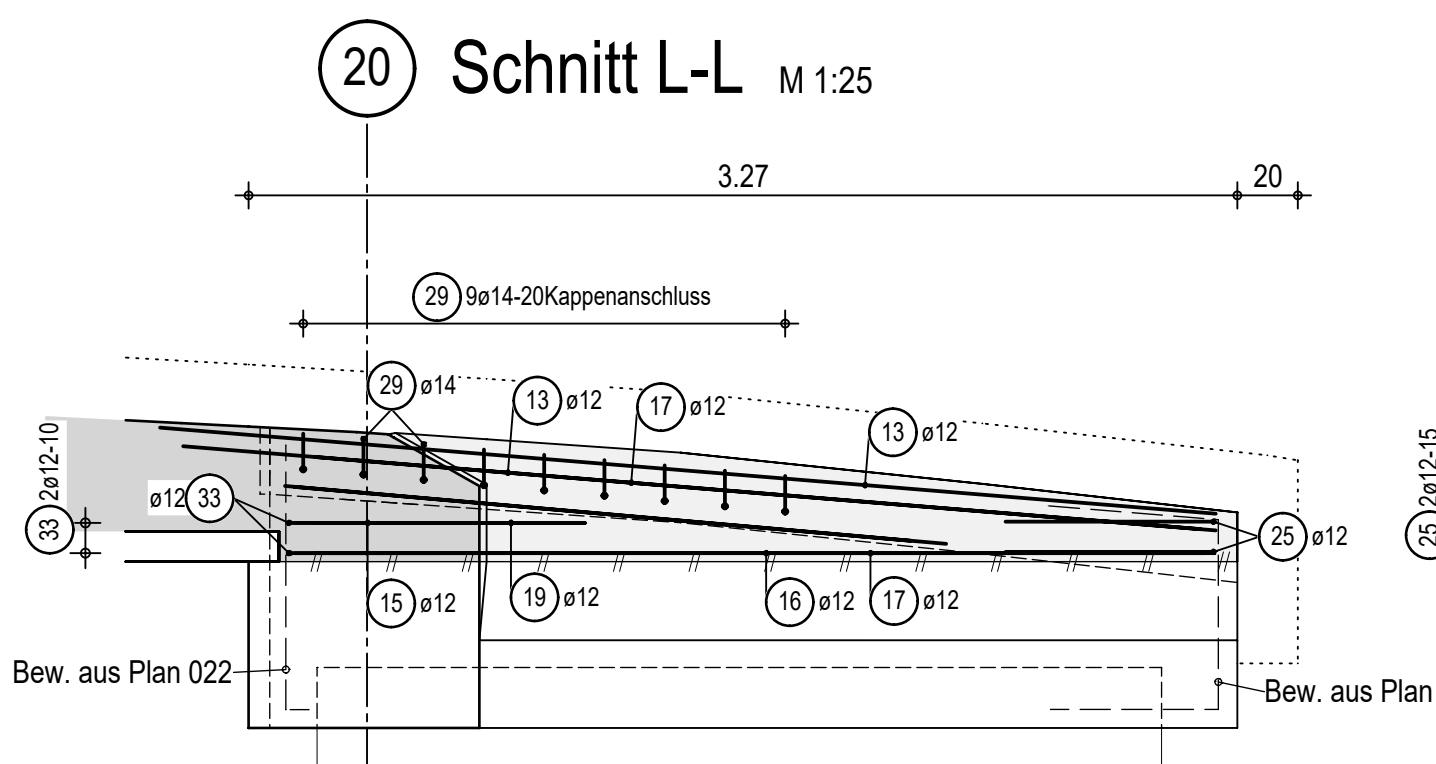 20 Schnitt L-L M 1:25
3.27 20
29 9ø14-20Kappenanschluss
29 ø14
13 ø12
17 ø12
13 ø12
33 2ø12-10
ø12 33
25 ø12
25 2ø12-15
15 ø12
19 ø12
16 ø12
17 ø12
Bew. aus Plan 022
Bew. aus Plan